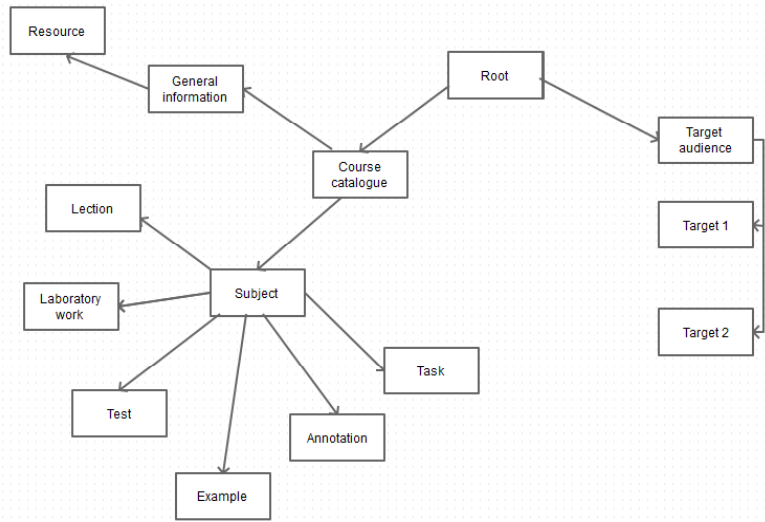 Resource
General
information
Root
Target
audience
Course
catalogue
Lection
Target 1
Subject
Laboratory
work
Target 2
Task
Test
Annotation
Example